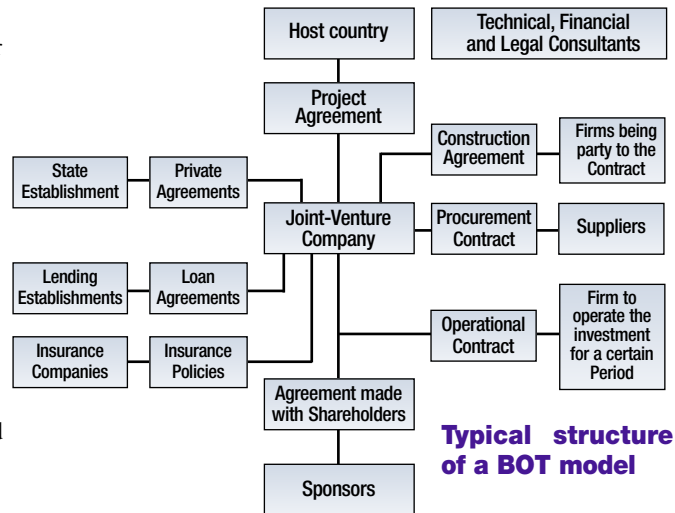 Host country
Technical, Financial
and Legal Consultants
Project
Agreement
Construction
Agreement
Firms being
party to the
Contract
State
Establishment
Private
Agreements
Joint-Venture
Company
Procurement
Contract
Suppliers
Lending
Establishments
Loan
Agreements
Operational
Contract
Firm to
operate the
investment
for a certain
Period
Insurance
Companies
Insurance
Policies
Agreement made
with Shareholders
Sponsors
Typical structure
of a BOT model